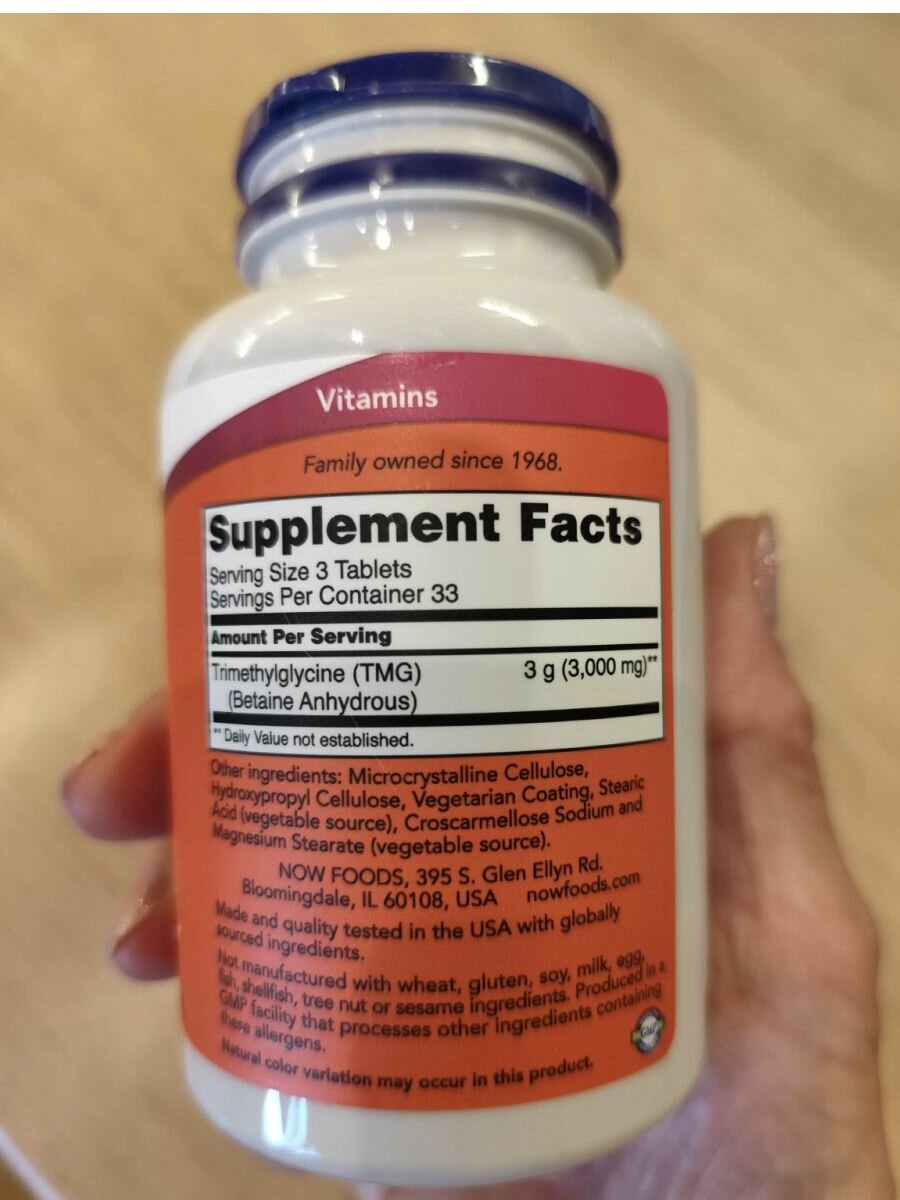 Vitamins
Family owned since 1968.
Supplement Facts
Serving Size 3 Tablets
Servings Per Container 33
Amount Per Serving
Trimethylglycine (TMG) 3 g (3,000 mg)**
(Betaine Anhydrous)
** Daily Value not established.
Other ingredients: Microcrystalline Cellulose,
Hydroxypropyl Cellulose, Vegetarian Coating, Stearic
Acid (vegetable source), Croscarmellose Sodium and
Magnesium Stearate (vegetable source).
NOW FOODS, 395 S. Glen Ellyn Rd.
Bloomingdale, IL 60108, USA nowfoods.com
Made and quality tested in the USA with globally
sourced ingredients.
Not manufactured with wheat, gluten, soy, milk, egg,
fish, shellfish, tree nut or sesame ingredients. Produced in a
GMP facility that processes other ingredients containing
these allergens.
Natural color variation may occur in this product.
GMP